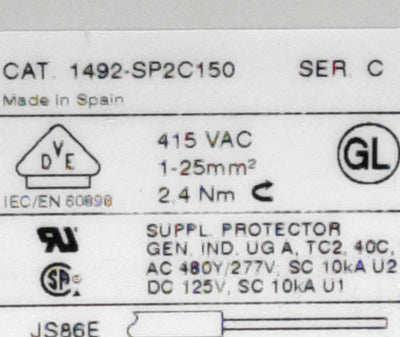 CAT. 1492-SP2C150 SER. C
Made in Spain
DVE
415 VAC
GL
1-25mm²
IEC/EN 60898
2.4 Nm
SUPPL. PROTECTOR
GEN. IND. UG A, TC2, 40C,
AC 480Y/277V, SC 10kA U2
DC 125V, SC 10kA U1
JS86E